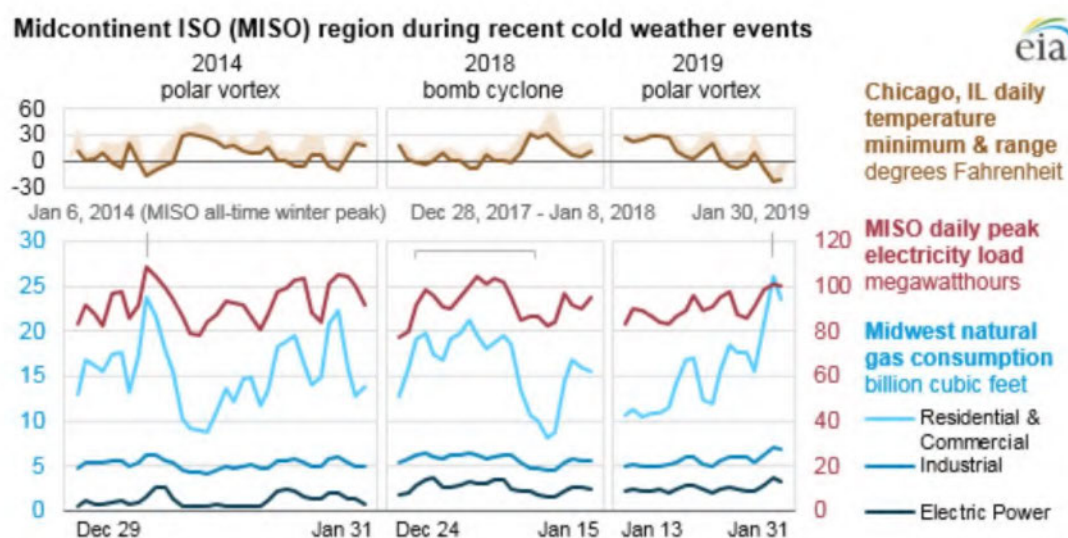 Midcontinent ISO (MISO) region during recent cold weather events
eia
2014
polar vortex
2018
bomb cyclone
2019
polar vortex
60
30
0
-30
Chicago, IL daily
temperature
minimum & range
degrees Fahrenheit
Jan 6, 2014 (MISO all-time winter peak)
Dec 28, 2017 - Jan 8, 2018
Jan 30, 2019
30
25
20
15
10
5
0
120
100
80
60
40
20
0
MISO daily peak
electricity load
megawatthours
Midwest natural
gas consumption
billion cubic feet
Residential &
Commercial
Industrial
Electric Power
Dec 29
Jan 31
Dec 24
Jan 15
Jan 13
Jan 31